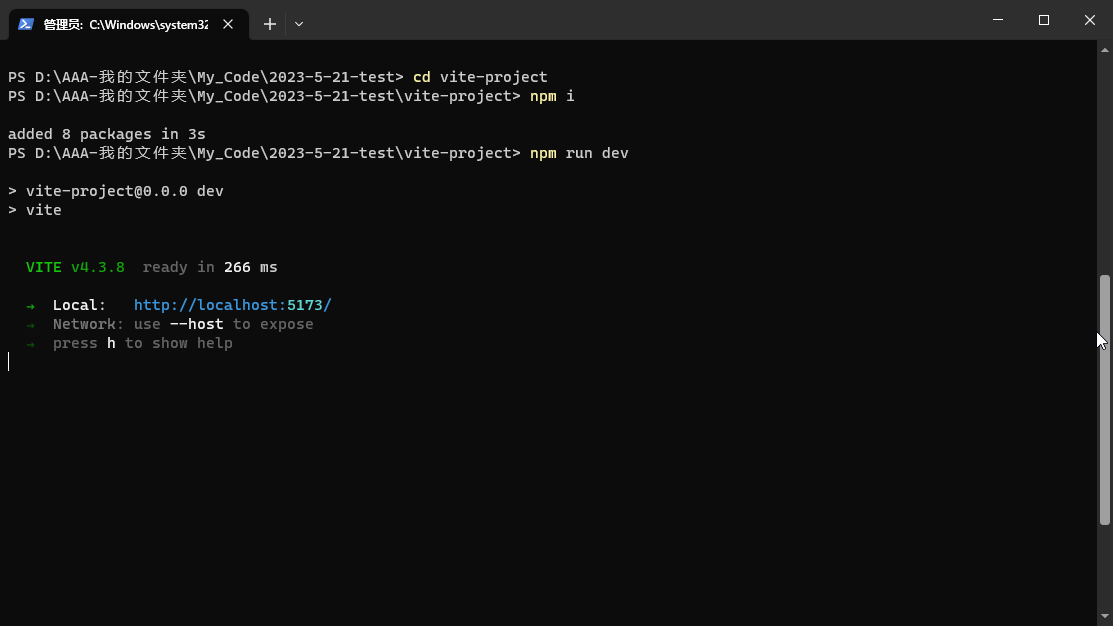 管理员: C:\Windows\system32
PS D:\AAA-我的文件夹\My_Code\2023-5-21-test> cd vite-project
PS D:\AAA-我的文件夹\My_Code\2023-5-21-test\vite-project> npm i
added 8 packages in 3s
PS D:\AAA-我的文件夹\My_Code\2023-5-21-test\vite-project> npm run dev
> vite-project@0.0.0 dev
> vite
VITE v4.3.8  ready in 266 ms
➜  Local:   http://localhost:5173/
➜  Network: use --host to expose
➜  press h to show help